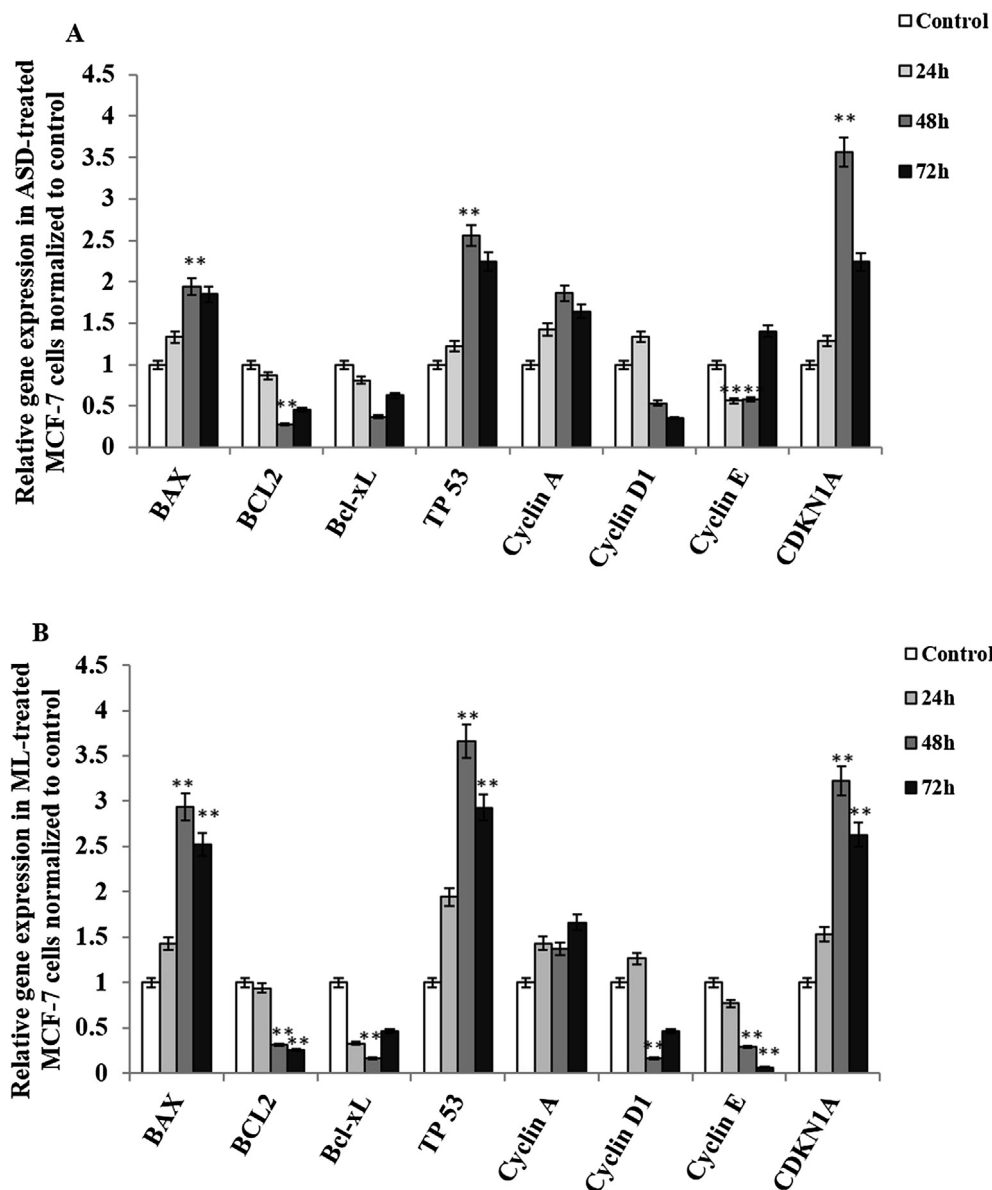 A
Relative gene expression in ASD-treated
MCF-7 cells normalized to control
4.5
4
3.5
3
2.5
2
1.5
1
0.5
0
**
**
**
****
**
BAX
BCL2
Bcl-xL
TP 53
Cyclin A
Cyclin D1
Cyclin E
CDKN1A
Control
24h
48h
72h
B
Relative gene expression in ML-treated
MCF-7 cells normalized to control
4.5
4
3.5
3
2.5
2
1.5
1
0.5
0
**
**
**
**
**
**
**
**
**
**
**
**
BAX
BCL2
Bcl-xL
TP 53
Cyclin A
Cyclin D1
Cyclin E
CDKN1A
Control
24h
48h
72h